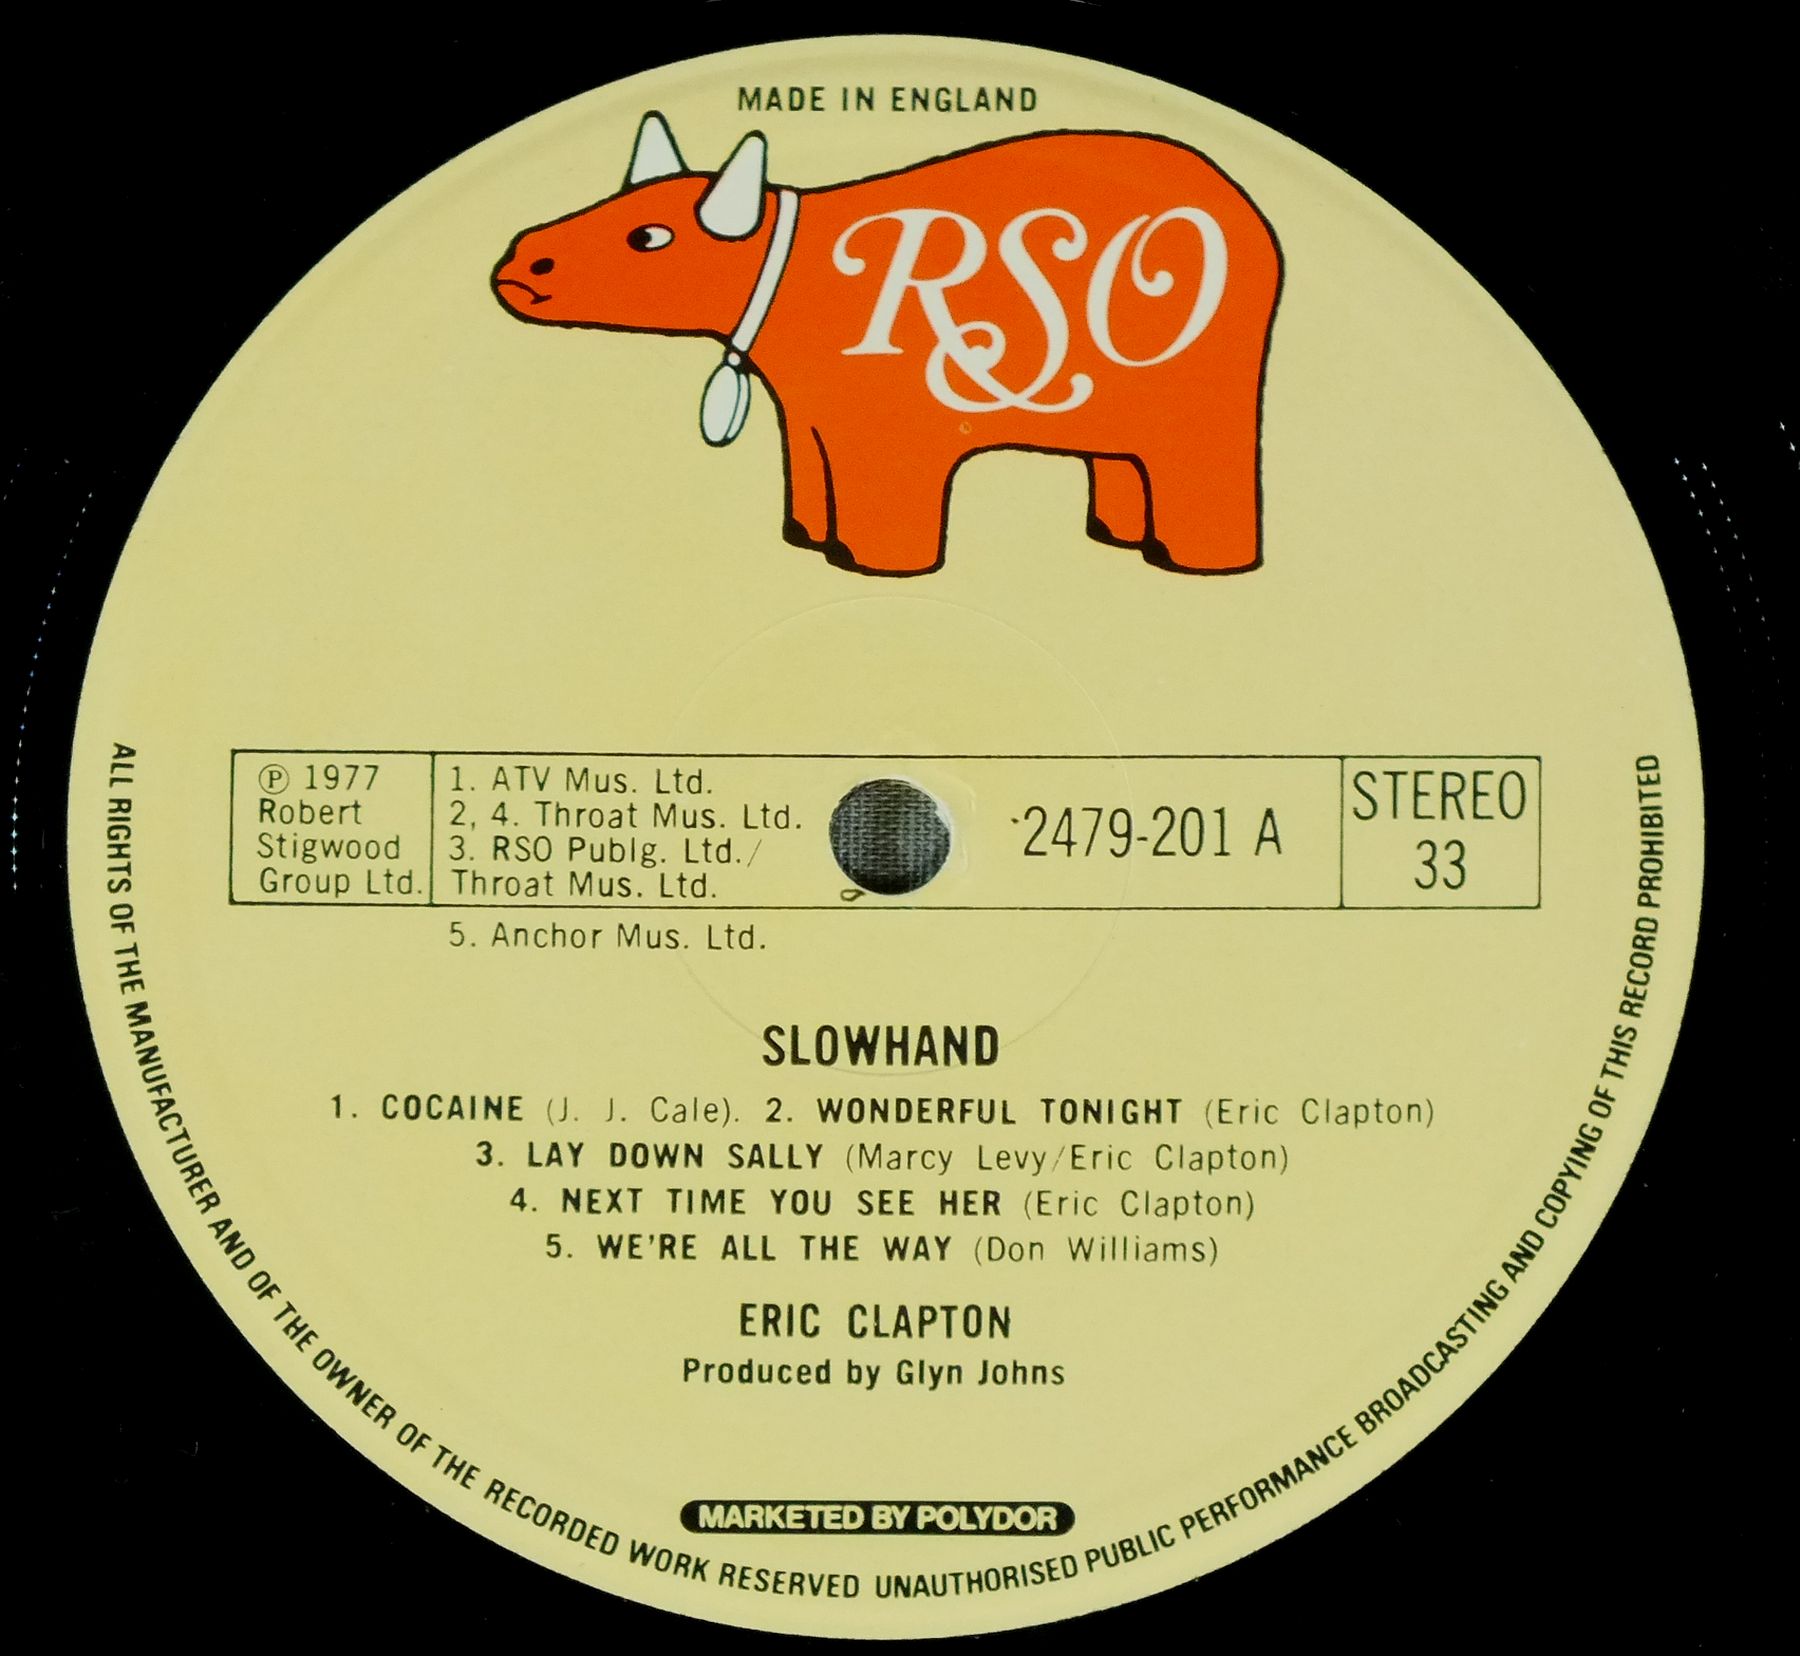 MADE IN ENGLAND
RSO
℗ 1977
Robert
Stigwood
Group Ltd.
1. ATV Mus. Ltd.
2, 4. Throat Mus. Ltd.
3. RSO Publg. Ltd./
Throat Mus. Ltd.
5. Anchor Mus. Ltd.
2479-201 A
STEREO
33
SLOWHAND
1. COCAINE (J. J. Cale). 2. WONDERFUL TONIGHT (Eric Clapton)
3. LAY DOWN SALLY (Marcy Levy/Eric Clapton)
4. NEXT TIME YOU SEE HER (Eric Clapton)
5. WE'RE ALL THE WAY (Don Williams)
ERIC CLAPTON
Produced by Glyn Johns
MARKETED BY POLYDOR
ALL RIGHTS OF THE MANUFACTURER AND OF THE OWNER OF THE RECORDED WORK RESERVED UNAUTHORISED PUBLIC PERFORMANCE BROADCASTING AND COPYING OF THIS RECORD PROHIBITED